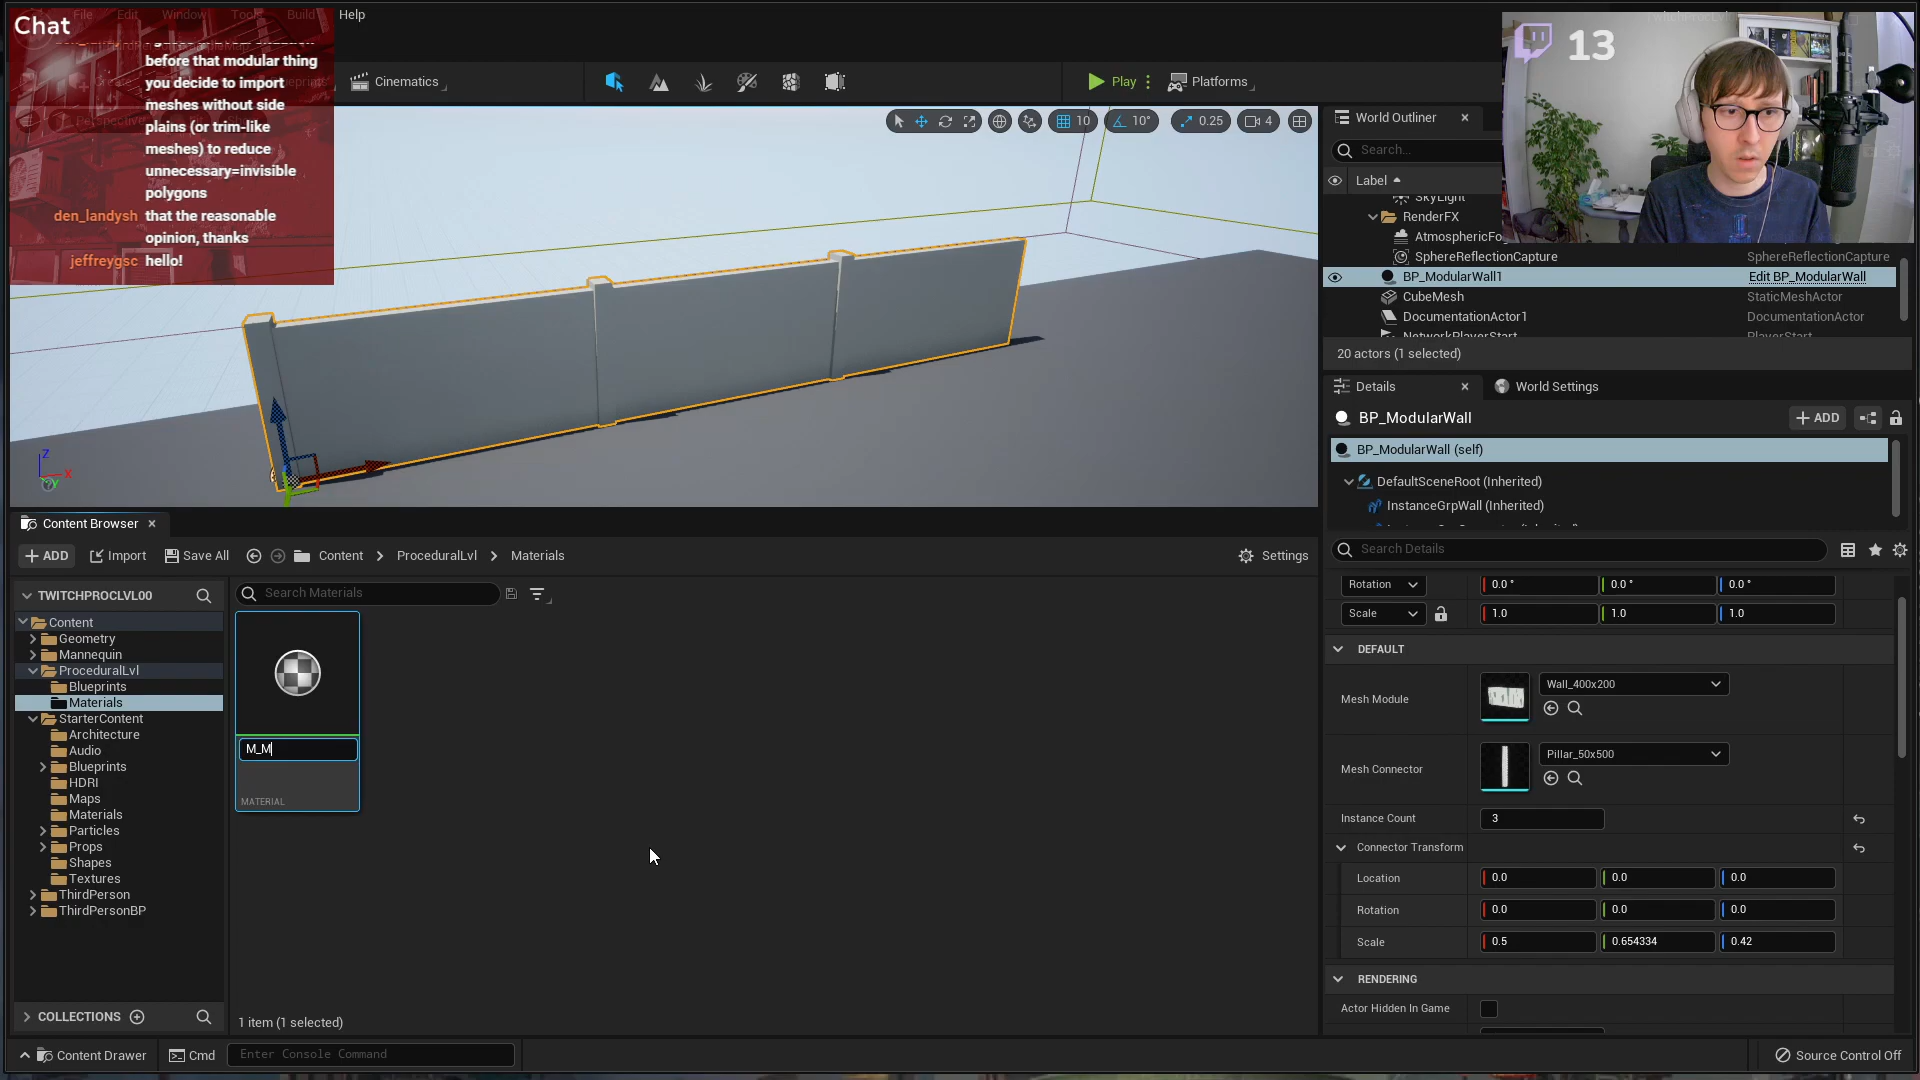 Chat
before that modular thing
you decide to import
meshes without side
plains (or trim-like
meshes) to reduce
unnecessary=invisible
polygons
den_landysh that the reasonable
opinion, thanks
jeffreygsc hello!
File Edit Window Tools Build Help
Cinematics
Play
Platforms
10
10°
0.25
4
13
World Outliner
Search...
Label
SkyLight
RenderFX
AtmosphericFog
SphereReflectionCapture SphereReflectionCapture
BP_ModularWall1 Edit BP_ModularWall
CubeMesh StaticMeshActor
DocumentationActor1 DocumentationActor
NetworkPlayerStart PlayerStart
20 actors (1 selected)
Details
World Settings
BP_ModularWall
ADD
BP_ModularWall (self)
DefaultSceneRoot (Inherited)
InstanceGrpWall (Inherited)
Search Details
Rotation 0.0 ° 0.0 ° 0.0 °
Scale 1.0 1.0 1.0
DEFAULT
Mesh Module
Wall_400x200
Mesh Connector
Pillar_50x500
Instance Count 3
Connector Transform
Location 0.0 0.0 0.0
Rotation 0.0 0.0 0.0
Scale 0.5 0.654334 0.42
RENDERING
Actor Hidden In Game
Z
X
Y
Content Browser
ADD Import Save All Content ProceduralLvl Materials Settings
TWITCHPROCLVL00
Content
Geometry
Mannequin
ProceduralLvl
Blueprints
Materials
StarterContent
Architecture
Audio
Blueprints
HDRI
Maps
Materials
Particles
Props
Shapes
Textures
ThirdPerson
ThirdPersonBP
COLLECTIONS
Search Materials
M_M
MATERIAL
1 item (1 selected)
Content Drawer Cmd Enter Console Command Source Control Off